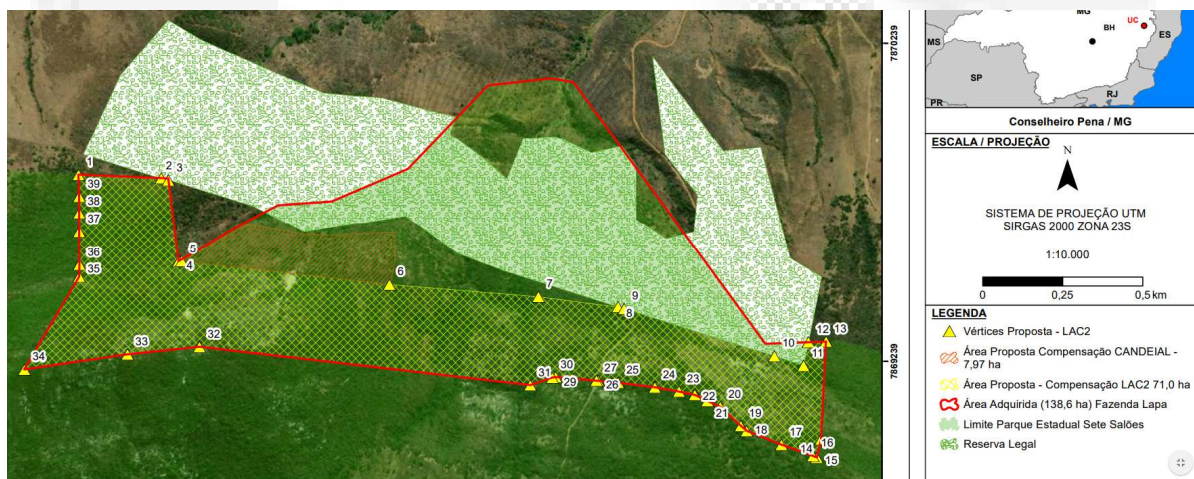 1
2
3
39
38
37
36
35
5
4
6
7
9
8
10
11
12
13
34
33
32
31
30
29
27
26
25
24
23
22
20
21
19
18
17
14
16
15
7870239
7869239
MG
BH
UC
ES
MS
SP
RJ
PR
Conselheiro Pena / MG
ESCALA / PROJEÇÃO
N
SISTEMA DE PROJEÇÃO UTM
SIRGAS 2000 ZONA 23S
1:10.000
0 0,25 0,5 km
LEGENDA
Vértices Proposta - LAC2
Área Proposta Compensação CANDEIAL -
7,97 ha
Área Proposta - Compensação LAC2 71,0 ha
Área Adquirida (138,6 ha) Fazenda Lapa
Limite Parque Estadual Sete Salões
Reserva Legal